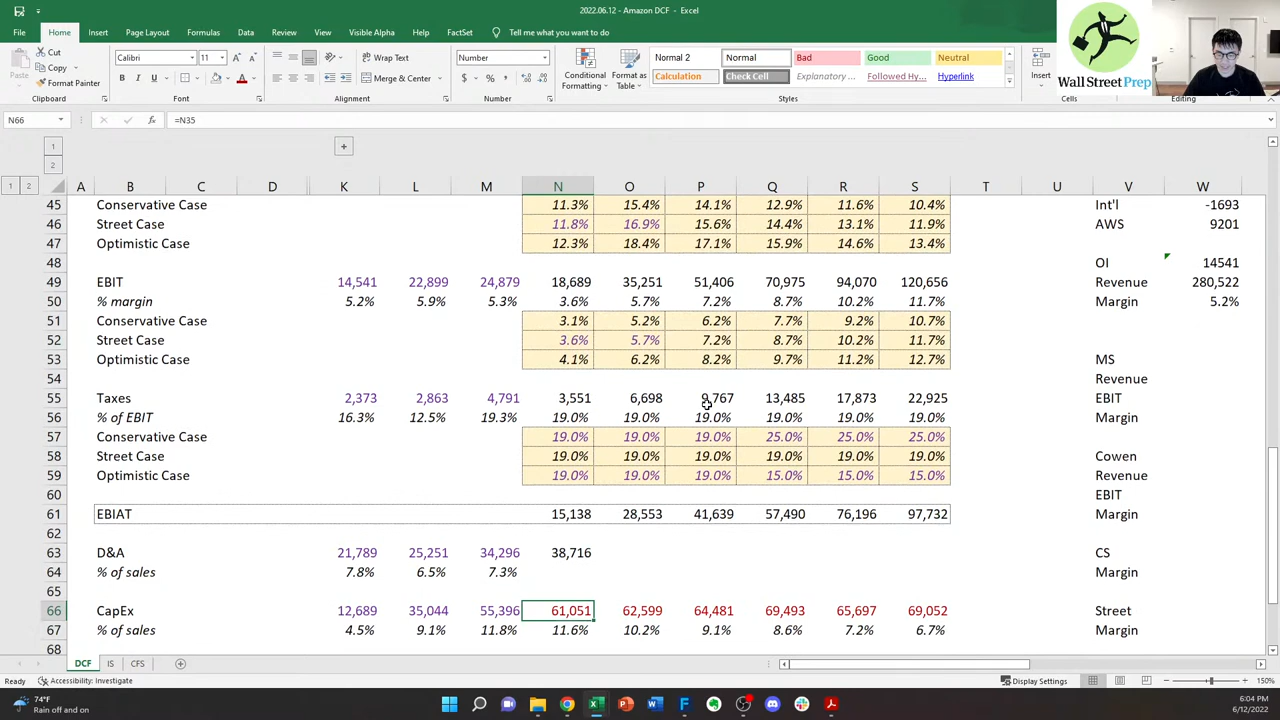 2022.06.12 - Amazon DCF - Excel
File Home Insert Page Layout Formulas Data Review View Visible Alpha Help FactSet Tell me what you want to do
Paste Cut Calibri 11 Wrap Text Number Conditional Formatting Format as Table Normal 2 Normal Bad Good Neutral Insert
Copy Merge & Center Calculation Check Cell Explanatory ... Followed Hy... Hyperlink
Format Painter
Wall Street Prep
Clipboard Font Alignment Number Styles Cells Editing
N66 =N35
1
2
1 2 A B C D K L M N O P Q R S T U V W
45 Conservative Case 11.3% 15.4% 14.1% 12.9% 11.6% 10.4% Int'l -1693
46 Street Case 11.8% 16.9% 15.6% 14.4% 13.1% 11.9% AWS 9201
47 Optimistic Case 12.3% 18.4% 17.1% 15.9% 14.6% 13.4%
48 OI 14541
49 EBIT 14,541 22,899 24,879 18,689 35,251 51,406 70,975 94,070 120,656 Revenue 280,522
50 % margin 5.2% 5.9% 5.3% 3.6% 5.7% 7.2% 8.7% 10.2% 11.7% Margin 5.2%
51 Conservative Case 3.1% 5.2% 6.2% 7.7% 9.2% 10.7%
52 Street Case 3.6% 5.7% 7.2% 8.7% 10.2% 11.7%
53 Optimistic Case 4.1% 6.2% 8.2% 9.7% 11.2% 12.7% MS
54 Revenue
55 Taxes 2,373 2,863 4,791 3,551 6,698 9,767 13,485 17,873 22,925 EBIT
56 % of EBIT 16.3% 12.5% 19.3% 19.0% 19.0% 19.0% 19.0% 19.0% 19.0% Margin
57 Conservative Case 19.0% 19.0% 19.0% 25.0% 25.0% 25.0%
58 Street Case 19.0% 19.0% 19.0% 19.0% 19.0% 19.0% Cowen
59 Optimistic Case 19.0% 19.0% 19.0% 15.0% 15.0% 15.0% Revenue
60 EBIT
61 EBIAT 15,138 28,553 41,639 57,490 76,196 97,732 Margin
62
63 D&A 21,789 25,251 34,296 38,716 CS
64 % of sales 7.8% 6.5% 7.3% Margin
65
66 CapEx 12,689 35,044 55,396 61,051 62,599 64,481 69,493 65,697 69,052 Street
67 % of sales 4.5% 9.1% 11.8% 11.6% 10.2% 9.1% 8.6% 7.2% 6.7% Margin
68
DCF IS CFS
Ready Accessibility: Investigate Display Settings 150%
74°F
Rain off and on
6:04 PM
6/12/2022